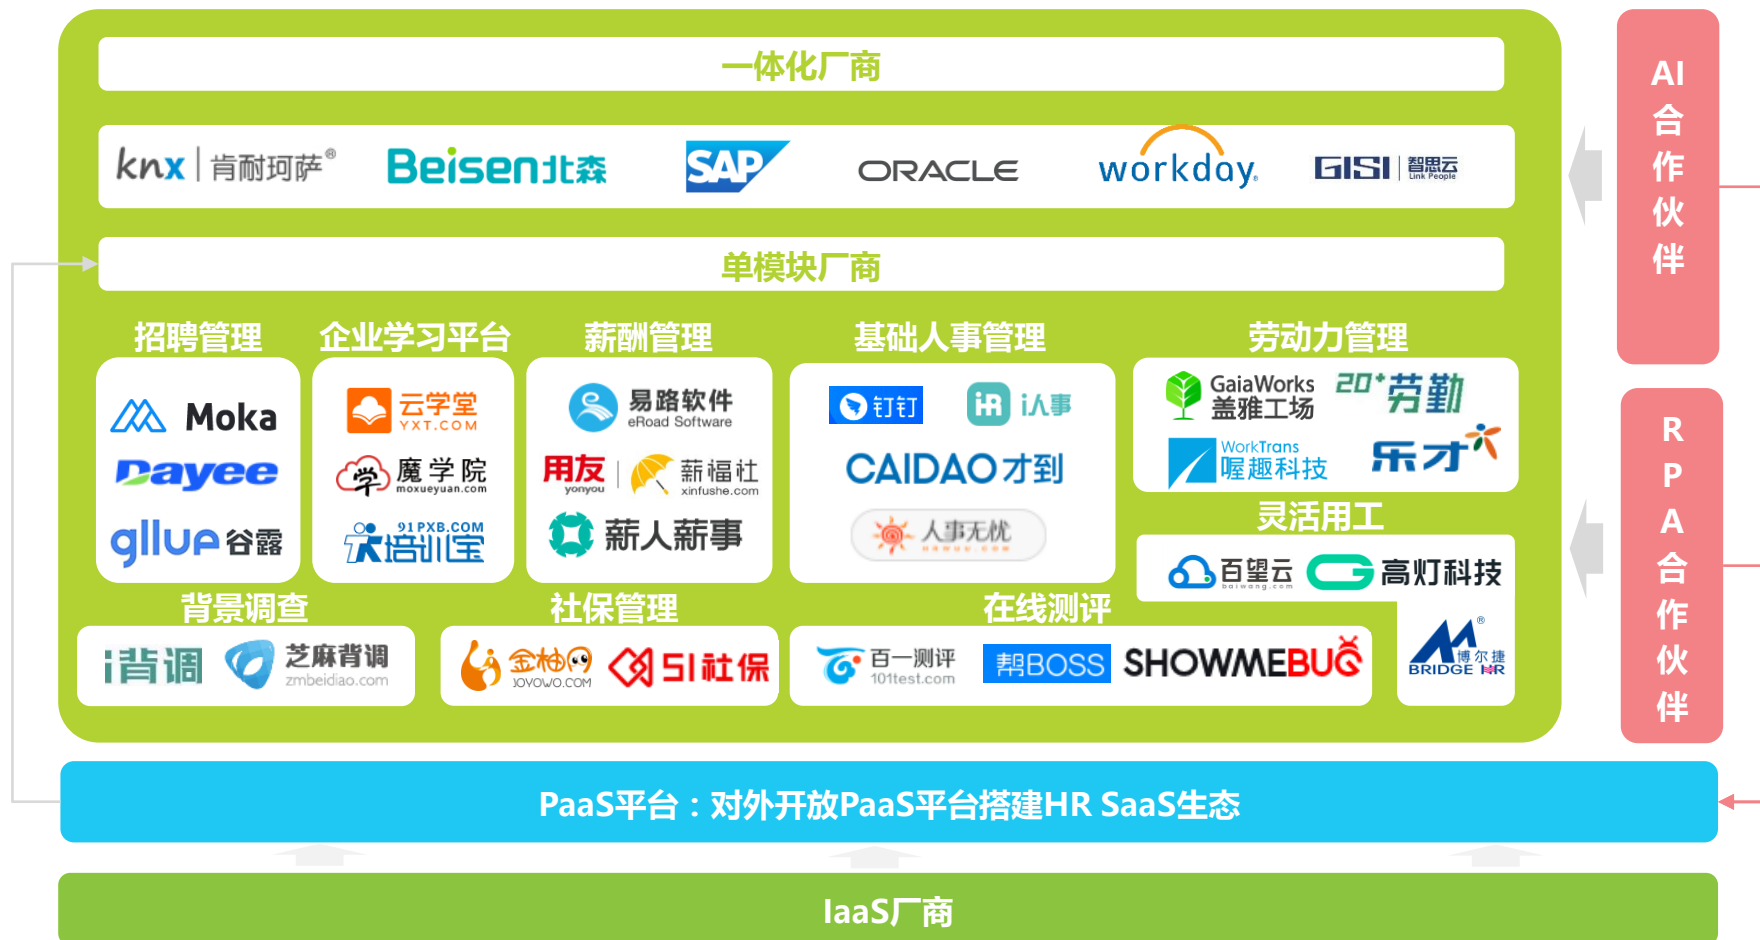 一体化厂商
knx 肯耐珂萨®
Beisen北森
SAP
ORACLE
workday®
GISI 智思云
Link People
单模块厂商
招聘管理
Moka
Dayee
gllue谷露
企业学习平台
云学堂
YXT.COM
魔学院
moxueyuan.com
91PXB.COM
培训宝
薪酬管理
易路软件
eRoad Software
用友
yonyou
薪福社
xinfushe.com
薪人薪事
基础人事管理
钉钉
iR i人事
CAIDAO才到
人事无忧
劳动力管理
GaiaWorks
盖雅工场
20+ 劳勤
WorkTrans
喔趣科技
乐才
灵活用工
百望云
baiwang.com
高灯科技
博尔捷®
BRIDGE HR
背景调查
i背调
芝麻背调
zmbeidiao.com
社保管理
金柚网
JOYOWO.COM
51社保
在线测评
百一测评
101test.com
帮BOSS
SHOWMEBUG
AI合作伙伴
RPA合作伙伴
PaaS平台：对外开放PaaS平台搭建HR SaaS生态
IaaS厂商